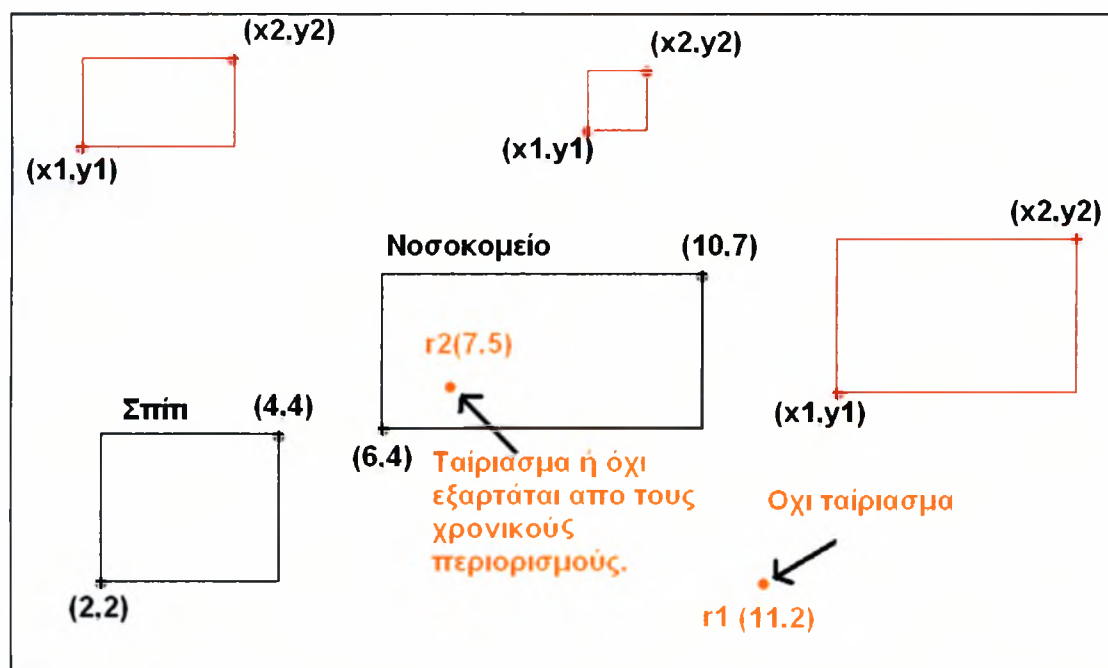 (x2.y2)
(x2.y2)
(x1.y1)
(x1.y1)
(x2.y2)
Νοσοκομείο
(10.7)
r2(7.5)
Σπίτι
(4.4)
(x1.y1)
(6.4)
Ταίριασμα ή όχι
εξαρτάται απο τους
χρονικούς
περιορισμούς.
Οχι ταίριασμα
(2.2)
r1 (11.2)